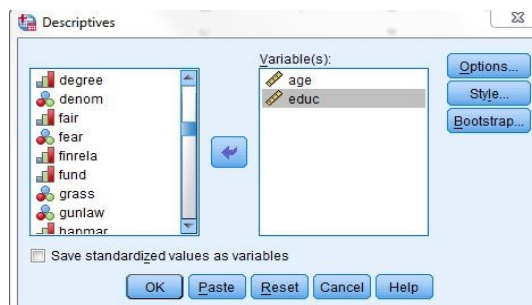 Descriptives
degree
denom
fair
fear
finrela
fund
grass
gunlaw
hapmar
Variable(s):
age
educ
Options...
Style...
Bootstrap...
Save standardized values as variables
OK Paste Reset Cancel Help